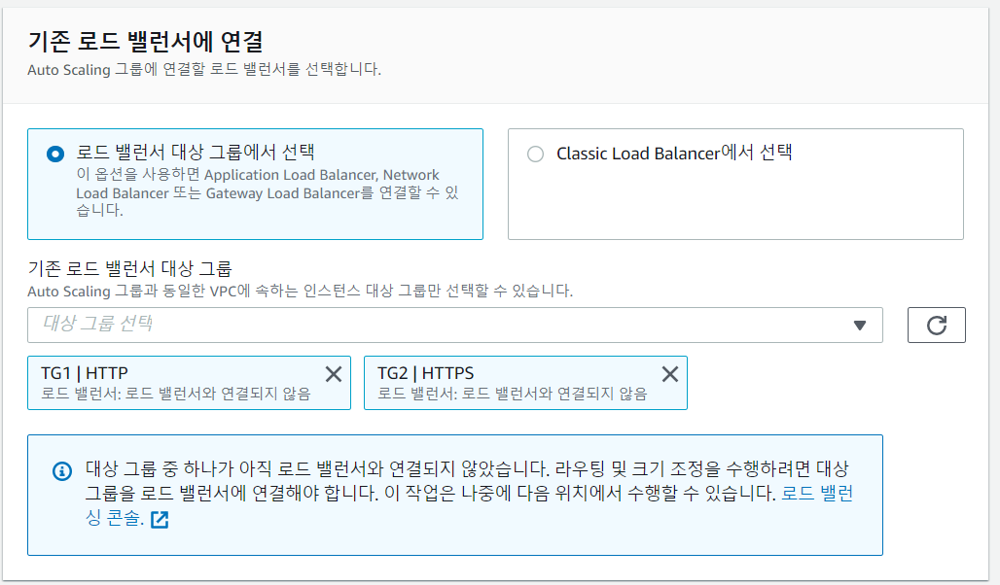 기존 로드 밸런서에 연결
Auto Scaling 그룹에 연결할 로드 밸런서를 선택합니다.
로드 밸런서 대상 그룹에서 선택
이 옵션을 사용하면 Application Load Balancer, Network
Load Balancer 또는 Gateway Load Balancer를 연결할 수 있
습니다.
Classic Load Balancer에서 선택
기존 로드 밸런서 대상 그룹
Auto Scaling 그룹과 동일한 VPC에 속하는 인스턴스 대상 그룹만 선택할 수 있습니다.
대상 그룹 선택
TG1 | HTTP
로드 밸런서: 로드 밸런서와 연결되지 않음
TG2 | HTTPS
로드 밸런서: 로드 밸런서와 연결되지 않음
대상 그룹 중 하나가 아직 로드 밸런서와 연결되지 않았습니다. 라우팅 및 크기 조정을 수행하려면 대상
그룹을 로드 밸런서에 연결해야 합니다. 이 작업은 나중에 다음 위치에서 수행할 수 있습니다. 로드 밸런
싱 콘솔.